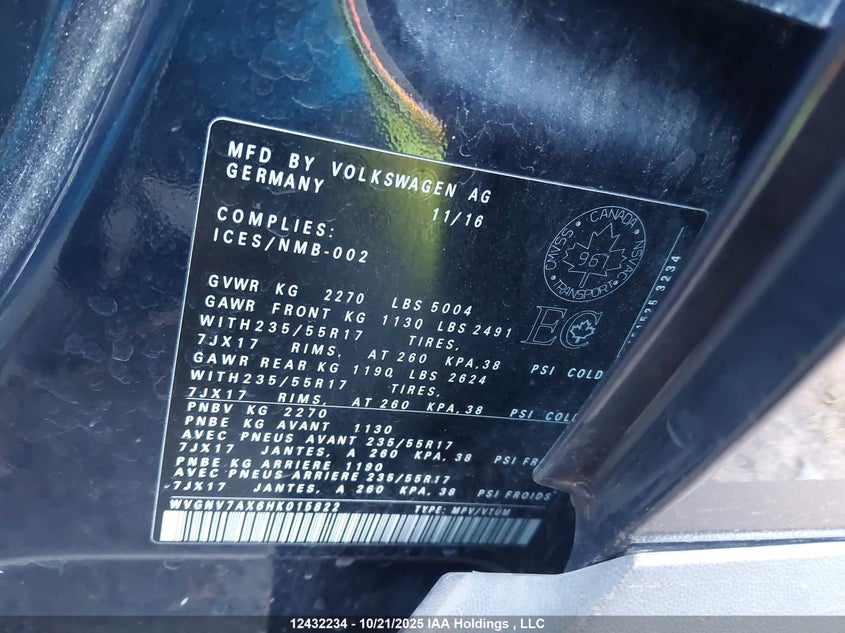 MFD BY VOLKSWAGEN AG
GERMANY
11/16
COMPLIES:
ICES/NMB-002
CANADA
CMVSS
NSVAC
961
TRANSPORT
EC
3234
GVWR KG 2270 LBS 5004
GAWR FRONT KG 1130 LBS 2491
WITH235/55R17 TIRES,
7JX17 RIMS, AT 260 KPA,38 PSI COLD
GAWR REAR KG 1190 LBS 2624
WITH235/55R17 TIRES,
7JX17 RIMS, AT 260 KPA,38 PSI COLD
PNBV KG 2270
PNBE KG AVANT 1130
AVEC PNEUS AVANT 235/55R17
7JX17 JANTES, A 260 KPA,38 PSI FR
PNBE KG ARRIERE 1190
AVEC PNEUS ARRIERE 235/55R17
7JX17 JANTES, A 260 KPA,38 PSI FROIDS
WVGNV7AX6HK015822 TYPE: MPV/VTUM
12432234 - 10/21/2025 IAA Holdings , LLC